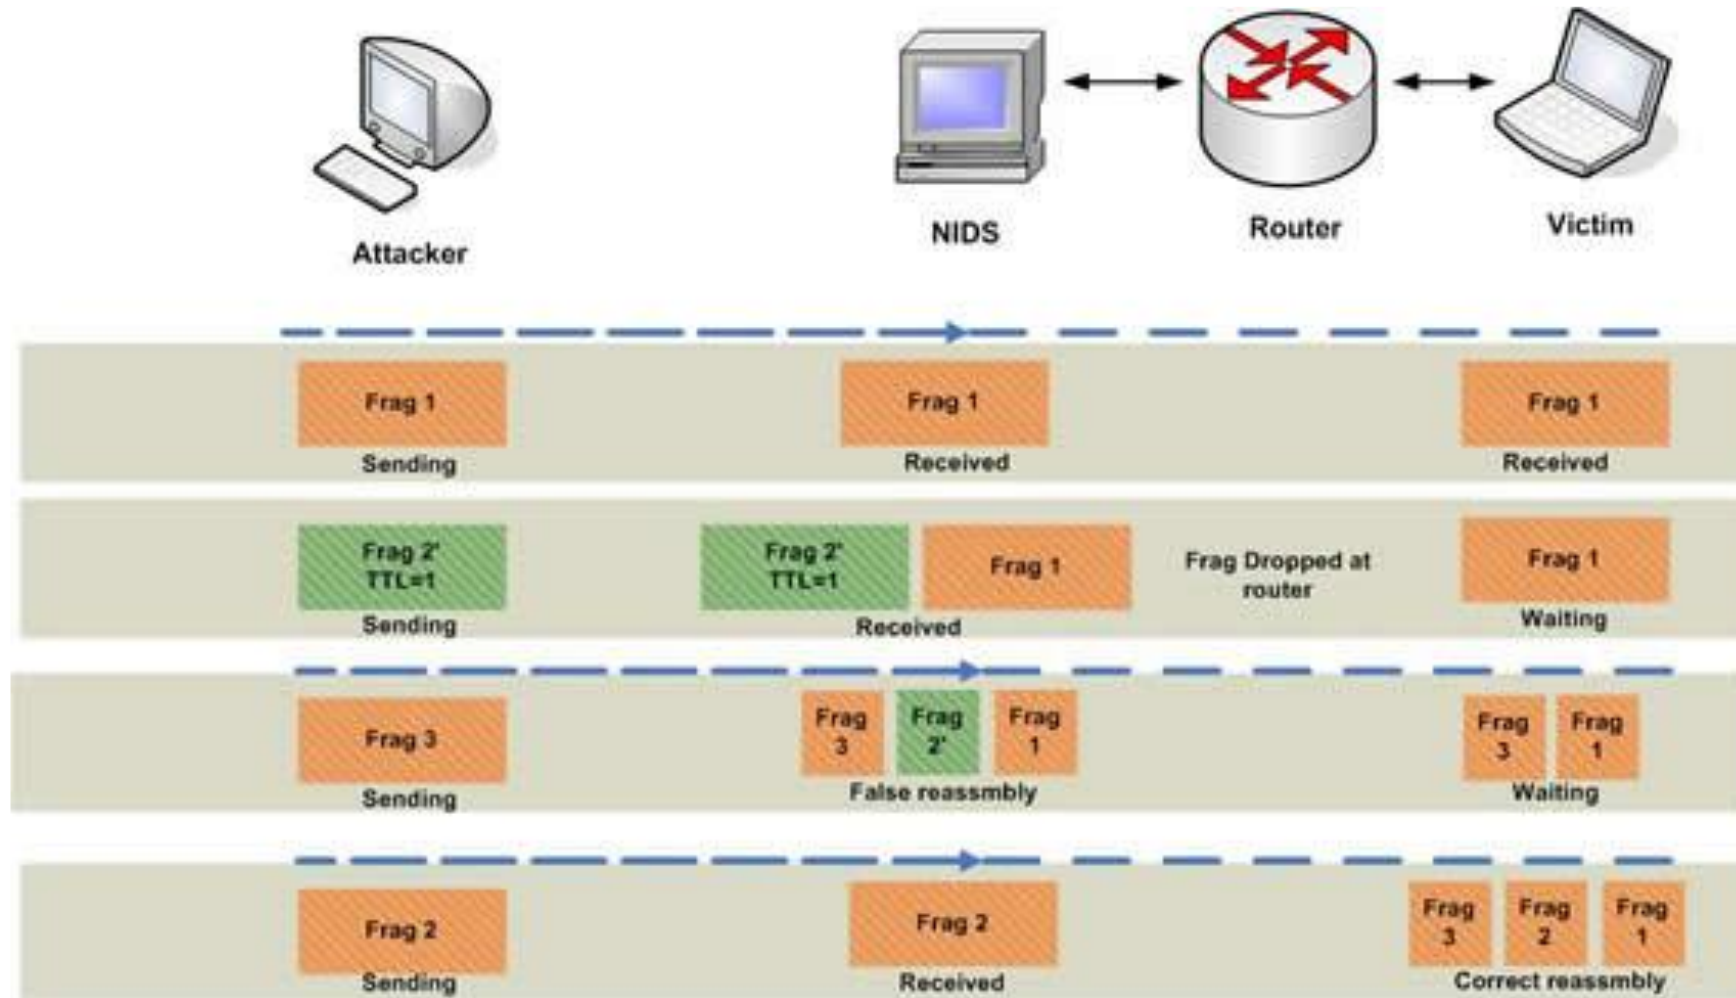 Attacker
NIDS
Router
Victim
Frag 1
Sending
Frag 1
Received
Frag 1
Received
Frag 2'
TTL=1
Sending
Frag 2'
TTL=1
Frag 1
Received
Frag Dropped at
router
Frag 1
Waiting
Frag 3
Sending
Frag
3
Frag
2'
Frag
1
False reassmbly
Frag
3
Frag
1
Waiting
Frag 2
Sending
Frag 2
Received
Frag
3
Frag
2
Frag
1
Correct reassmbly